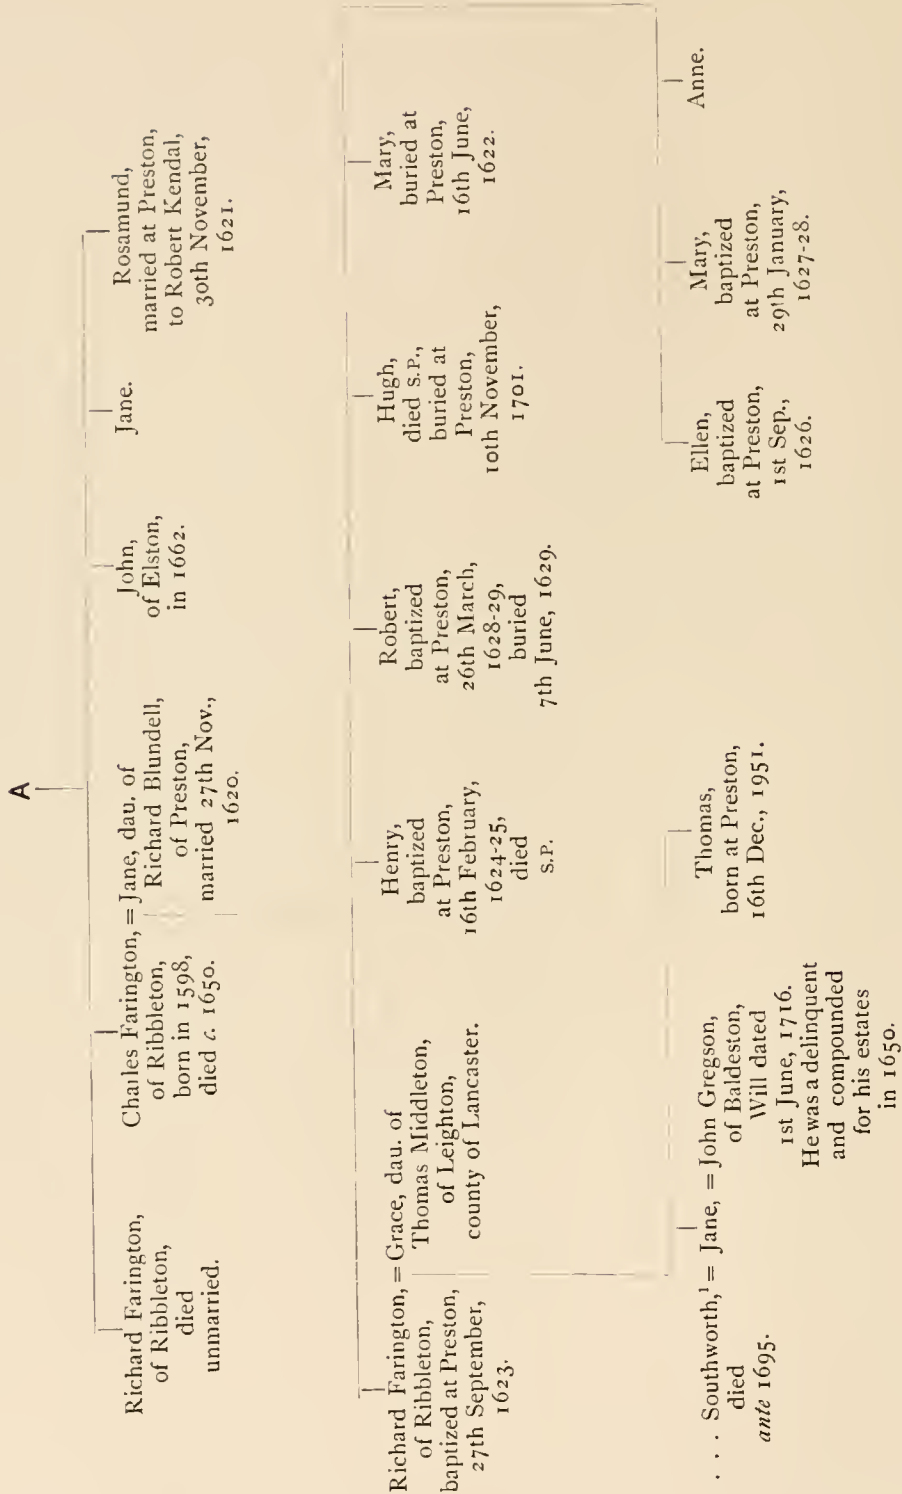 A
Richard Farington,
of Ribbleton,
died
unmarried.
Charles Farington, = Jane, dau. of
of Ribbleton,
born in 1598,
died c. 1650.
Richard Blundell,
of Preston,
married 27th Nov.,
1620.
John,
of Elston,
in 1662.
Jane.
Rosamund,
married at Preston,
to Robert Kendal,
30th November,
1621.
Richard Farington, = Grace, dau. of
of Ribbleton,
baptized at Preston,
27th September,
1623.
Thomas Middleton,
of Leighton,
county of Lancaster.
Henry,
baptized
at Preston,
16th February,
1624-25,
died
S.P.
Robert,
baptized
at Preston,
26th March,
1628-29,
buried
7th June, 1629.
Hugh,
died S.P.,
buried at
Preston,
10th November,
1701.
Mary,
buried at
Preston,
16th June,
1622.
. . . Southworth,¹ = Jane, = John Gregson,
died
ante 1695.
of Baldeston,
Will dated
1st June, 1716.
He was a delinquent
and compounded
for his estates
in 1650.
Thomas,
born at Preston,
16th Dec., 1951.
Ellen,
baptized
at Preston,
1st Sep.,
1626.
Mary,
baptized
at Preston,
29th January,
1627-28.
Anne.